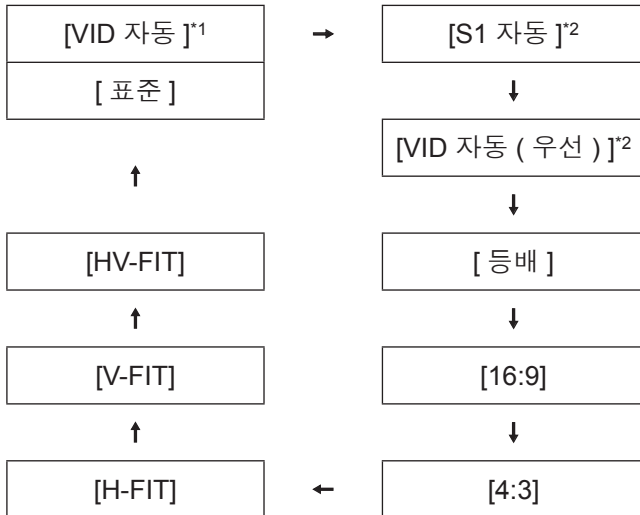 [VID 자동 ]*1
→
[S1 자동 ]*2
[ 표준 ]
↓
[VID 자동 ( 우선 ) ]*2
↑
↓
[HV-FIT]
[ 등배 ]
↑
↓
[V-FIT]
[16:9]
↑
↓
[H-FIT]
←
[4:3]